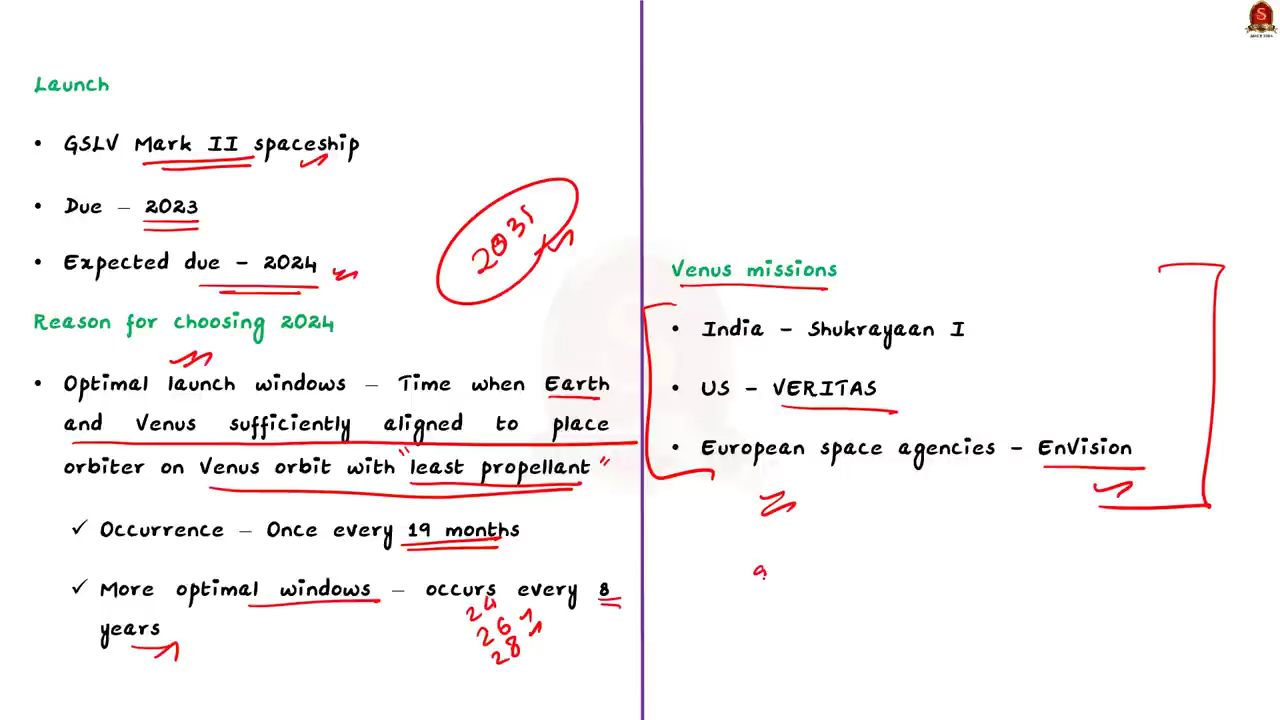 Launch
• GSLV Mark II spaceship
• Due – 2023
• Expected due – 2024
2031
Reason for choosing 2024
• Optimal launch windows – Time when Earth
and Venus sufficiently aligned to place
orbiter on Venus orbit with "least propellant"
✓ Occurrence – Once every 19 months
✓ More optimal windows – occurs every 8
years
24
26
28
Venus missions
• India – Shukrayaan I
• US – VERITAS
• European space agencies – EnVision